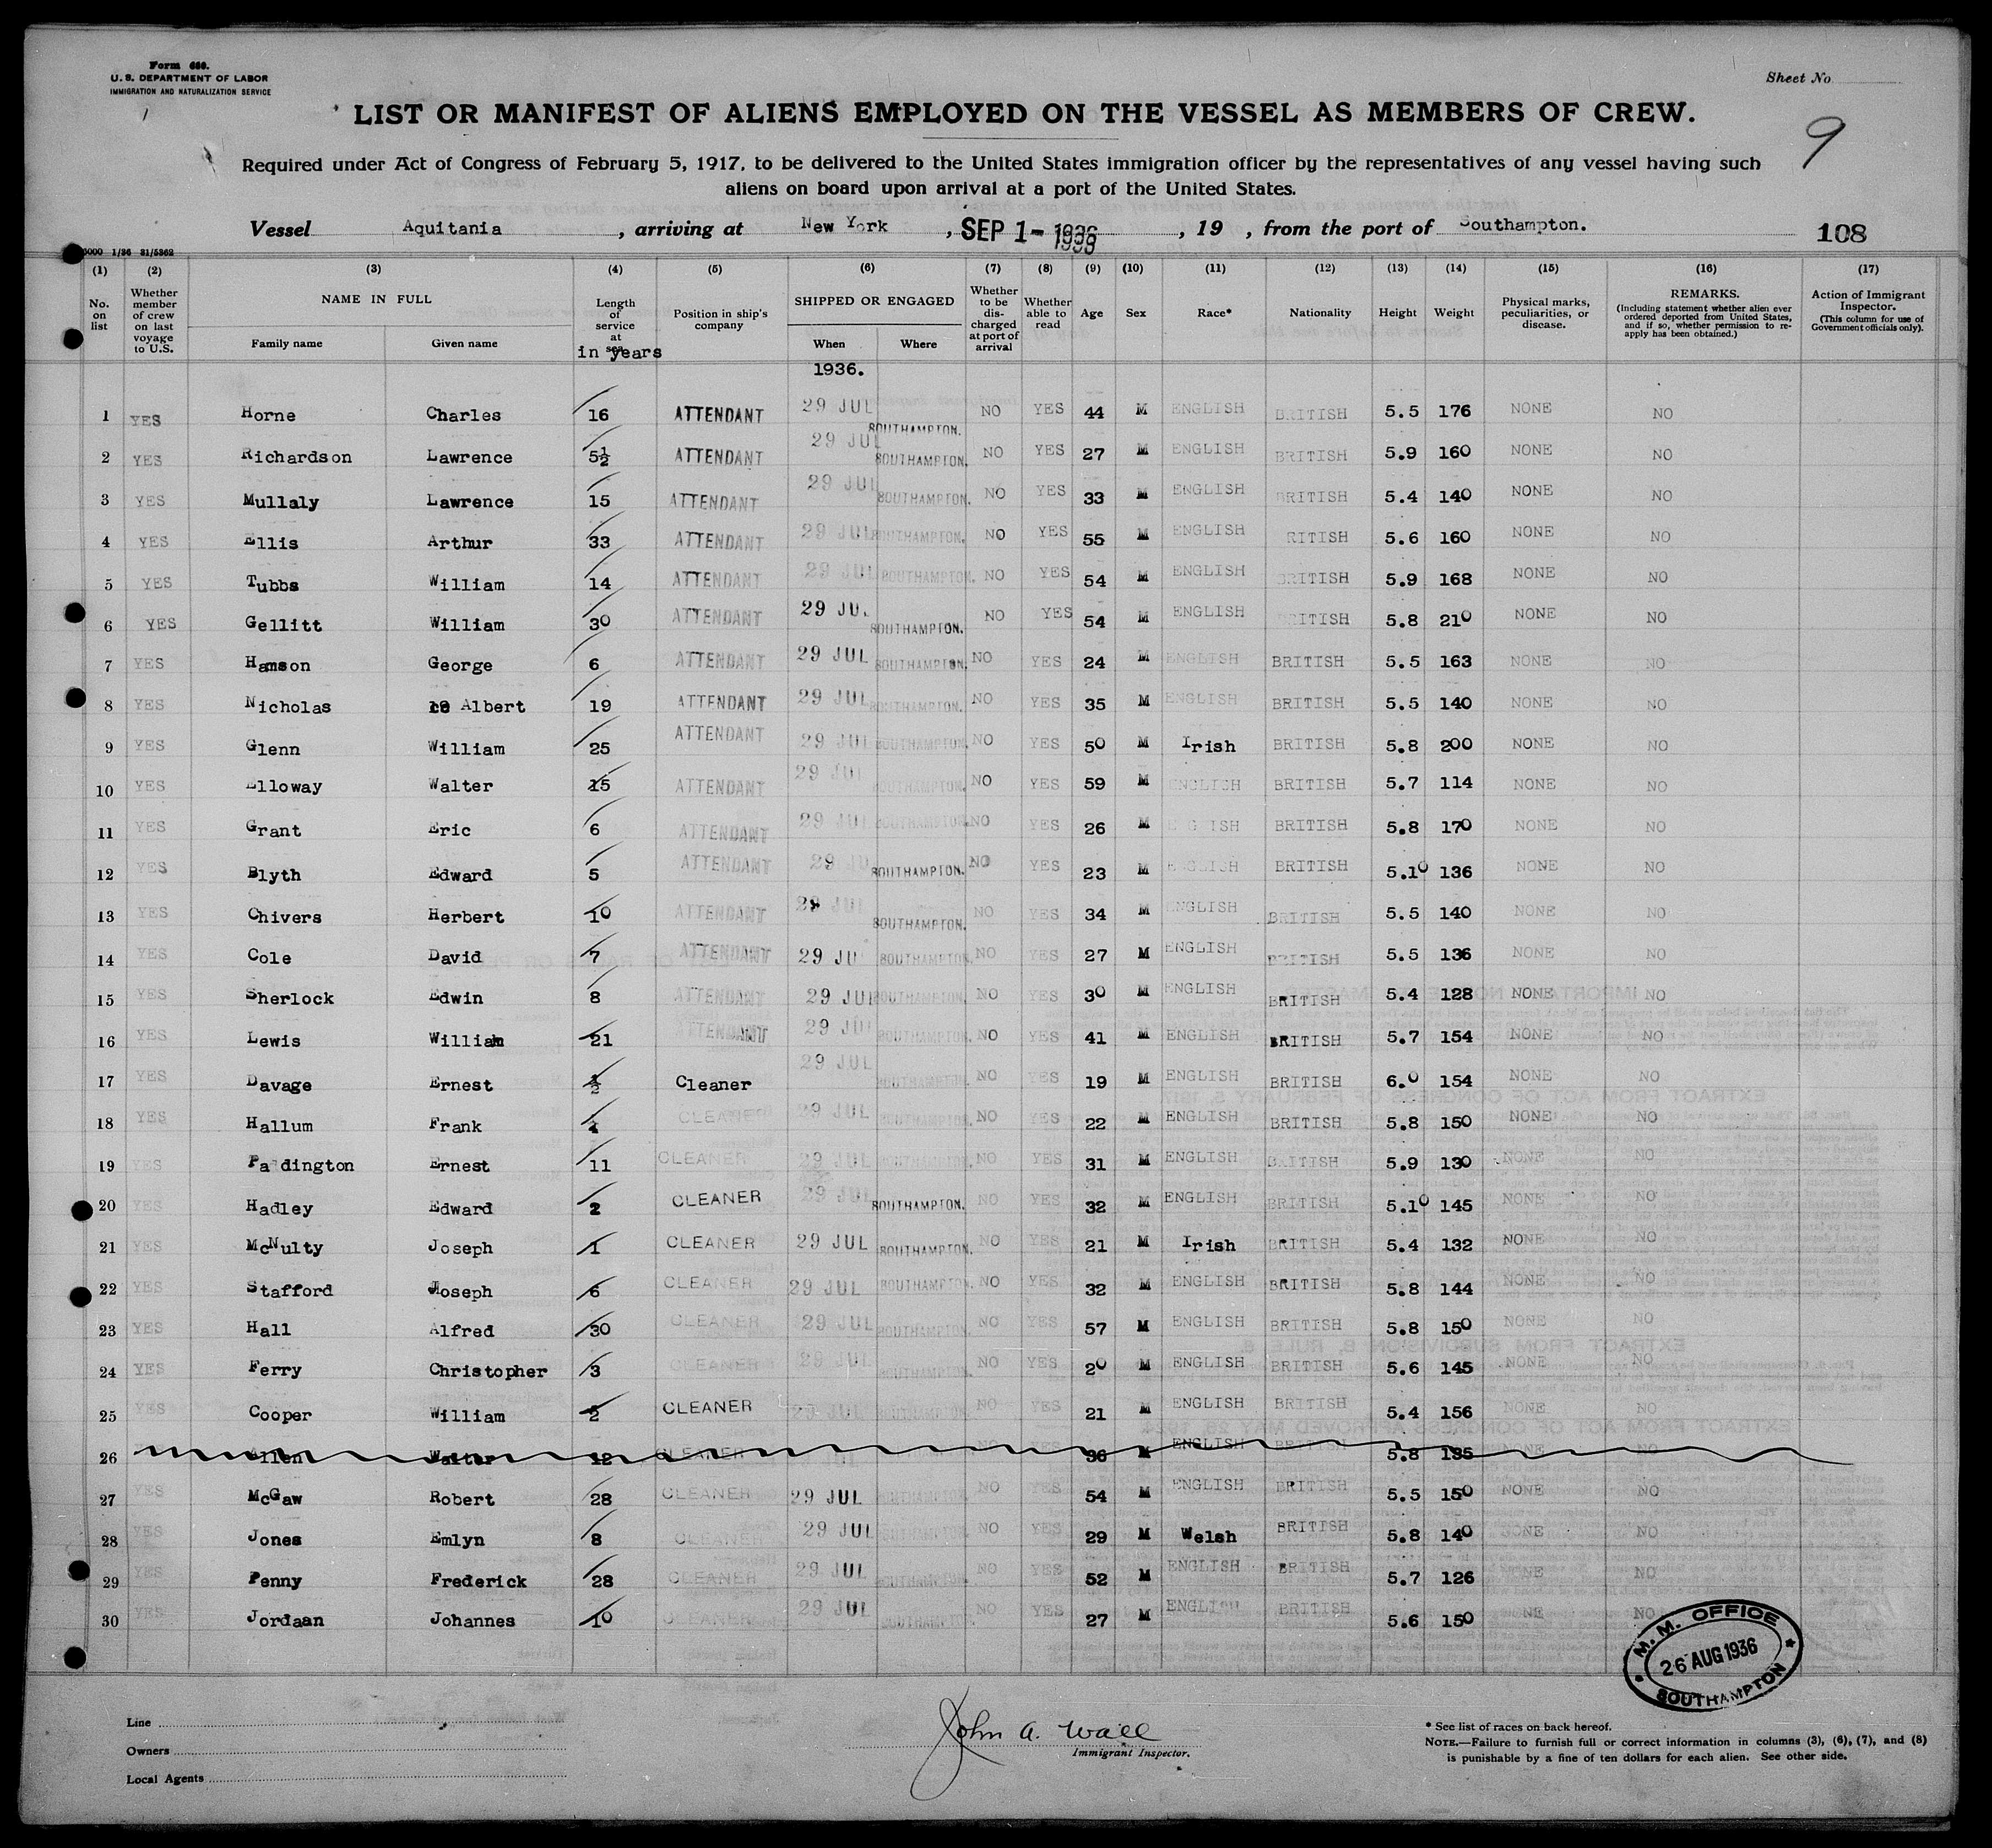 Form 680.
U. S. DEPARTMENT OF LABOR
IMMIGRATION AND NATURALIZATION SERVICE
Sheet No.
LIST OR MANIFEST OF ALIENS EMPLOYED ON THE VESSEL AS MEMBERS OF CREW.
9
Required under Act of Congress of February 5, 1917, to be delivered to the United States immigration officer by the representatives of any vessel having such
aliens on board upon arrival at a port of the United States.
Vessel Aquitania, arriving at New York, SEP 1- 1936, 19 , from the port of Southampton. 108
(1) (2) (3) (4) (5) (6) (7) (8) (9) (10) (11) (12) (13) (14) (15) (16) (17)
No. on list Whether member of crew on last voyage to U.S. NAME IN FULL Family name Given name Length of service at sea in years Position in ship's company SHIPPED OR ENGAGED When Where Whether to be discharged at port of arrival Whether able to read Age Sex Race* Nationality Height Weight Physical marks, peculiarities, or disease. REMARKS. (Including statement whether alien ever ordered deported from United States, and if so, whether permission to re-apply has been obtained.) Action of Immigrant Inspector. (This column for use of Government officials only).
1936.
1 YES Horne Charles 16 ATTENDANT 29 JUL SOUTHAMPTON. NO YES 44 M ENGLISH BRITISH 5.5 176 NONE NO
2 YES Richardson Lawrence 5½ ATTENDANT 29 JUL SOUTHAMPTON. NO YES 27 M ENGLISH BRITISH 5.9 160 NONE NO
3 YES Mullaly Lawrence 15 ATTENDANT 29 JUL SOUTHAMPTON. NO YES 33 M ENGLISH BRITISH 5.4 140 NONE NO
4 YES Ellis Arthur 33 ATTENDANT 29 JUL SOUTHAMPTON. NO YES 55 M ENGLISH RITISH 5.6 160 NONE NO
5 YES Tubbs William 14 ATTENDANT 29 JUL SOUTHAMPTON. NO YES 54 M ENGLISH BRITISH 5.9 168 NONE NO
6 YES Gellitt William 30 ATTENDANT 29 JUL SOUTHAMPTON. NO YES 54 M ENGLISH BRITISH 5.8 210 NONE NO
7 YES Hamson George 6 ATTENDANT 29 JUL SOUTHAMPTON. NO YES 24 M ENGLISH BRITISH 5.5 163 NONE NO
8 YES Nicholas Albert 19 ATTENDANT 29 JUL SOUTHAMPTON. NO YES 35 M ENGLISH BRITISH 5.5 140 NONE NO
9 YES Glenn William 25 ATTENDANT 29 JUL SOUTHAMPTON. NO YES 50 M Irish BRITISH 5.8 200 NONE NO
10 YES Elloway Walter 15 ATTENDANT 29 JUL SOUTHAMPTON. NO YES 59 M ENGLISH BRITISH 5.7 114 NONE NO
11 YES Grant Eric 6 ATTENDANT 29 JUL SOUTHAMPTON. NO YES 26 M ENGLISH BRITISH 5.8 170 NONE NO
12 YES Blyth Edward 5 ATTENDANT 29 JUL SOUTHAMPTON. NO YES 23 M ENGLISH BRITISH 5.10 136 NONE NO
13 YES Chivers Herbert 10 ATTENDANT 29 JUL SOUTHAMPTON. NO YES 34 M ENGLISH BRITISH 5.5 140 NONE NO
14 YES Cole David 7 ATTENDANT 29 JUL SOUTHAMPTON. NO YES 27 M ENGLISH BRITISH 5.5 136 NONE NO
15 YES Sherlock Edwin 8 ATTENDANT 29 JUL SOUTHAMPTON. NO YES 30 M ENGLISH BRITISH 5.4 128 NONE NO
16 YES Lewis William 21 ATTENDANT 29 JUL SOUTHAMPTON. NO YES 41 M ENGLISH BRITISH 5.7 154 NONE NO
17 YES Davage Ernest ½ Cleaner 29 JUL SOUTHAMPTON. NO YES 19 M ENGLISH BRITISH 6.0 154 NONE NO
18 YES Hallum Frank CLEANER 29 JUL SOUTHAMPTON. NO YES 22 M ENGLISH BRITISH 5.8 150 NONE NO
19 YES Paddington Ernest 11 CLEANER 29 JUL SOUTHAMPTON. NO YES 31 M ENGLISH BRITISH 5.9 130 NONE NO
20 YES Hadley Edward 2 CLEANER 29 JUL SOUTHAMPTON. NO YES 32 M ENGLISH BRITISH 5.10 145 NONE NO
21 YES McNulty Joseph 1 CLEANER 29 JUL SOUTHAMPTON. NO YES 21 M Irish BRITISH 5.4 132 NONE NO
22 YES Stafford Joseph 6 CLEANER 29 JUL SOUTHAMPTON. NO YES 32 M ENGLISH BRITISH 5.8 144 NONE NO
23 YES Hall Alfred 30 CLEANER 29 JUL SOUTHAMPTON. NO YES 57 M ENGLISH BRITISH 5.8 150 NONE NO
24 YES Ferry Christopher 3 CLEANER 29 JUL SOUTHAMPTON. NO YES 20 M ENGLISH BRITISH 5.6 145 NONE NO
25 YES Cooper William 2 CLEANER 29 JUL SOUTHAMPTON. NO YES 21 M ENGLISH BRITISH 5.4 156 NONE NO
26 Allen Walter 12 CLEANER JUL 36 M ENGLISH BRITISH 5.8 135 NONE NO
27 YES McGaw Robert 28 CLEANER 29 JUL SOUTHAMPTON. NO YES 54 M ENGLISH BRITISH 5.5 150 NONE NO
28 YES Jones Emlyn 8 CLEANER 29 JUL SOUTHAMPTON. NO YES 29 M Welsh BRITISH 5.8 140 NONE NO
29 YES Penny Frederick 28 CLEANER 29 JUL SOUTHAMPTON. NO YES 52 M ENGLISH BRITISH 5.7 126 NONE NO
30 YES Jordaan Johannes 10 CLEANER 29 JUL SOUTHAMPTON. NO YES 27 M ENGLISH BRITISH 5.6 150 NONE NO
M. M. OFFICE
26 AUG 1936
SOUTHAMPTON
Line
Owners
Local Agents
John A. Wall
Immigrant Inspector.
* See list of races on back hereof.
NOTE.—Failure to furnish full or correct information in columns (3), (6), (7), and (8)
is punishable by a fine of ten dollars for each alien. See other side.